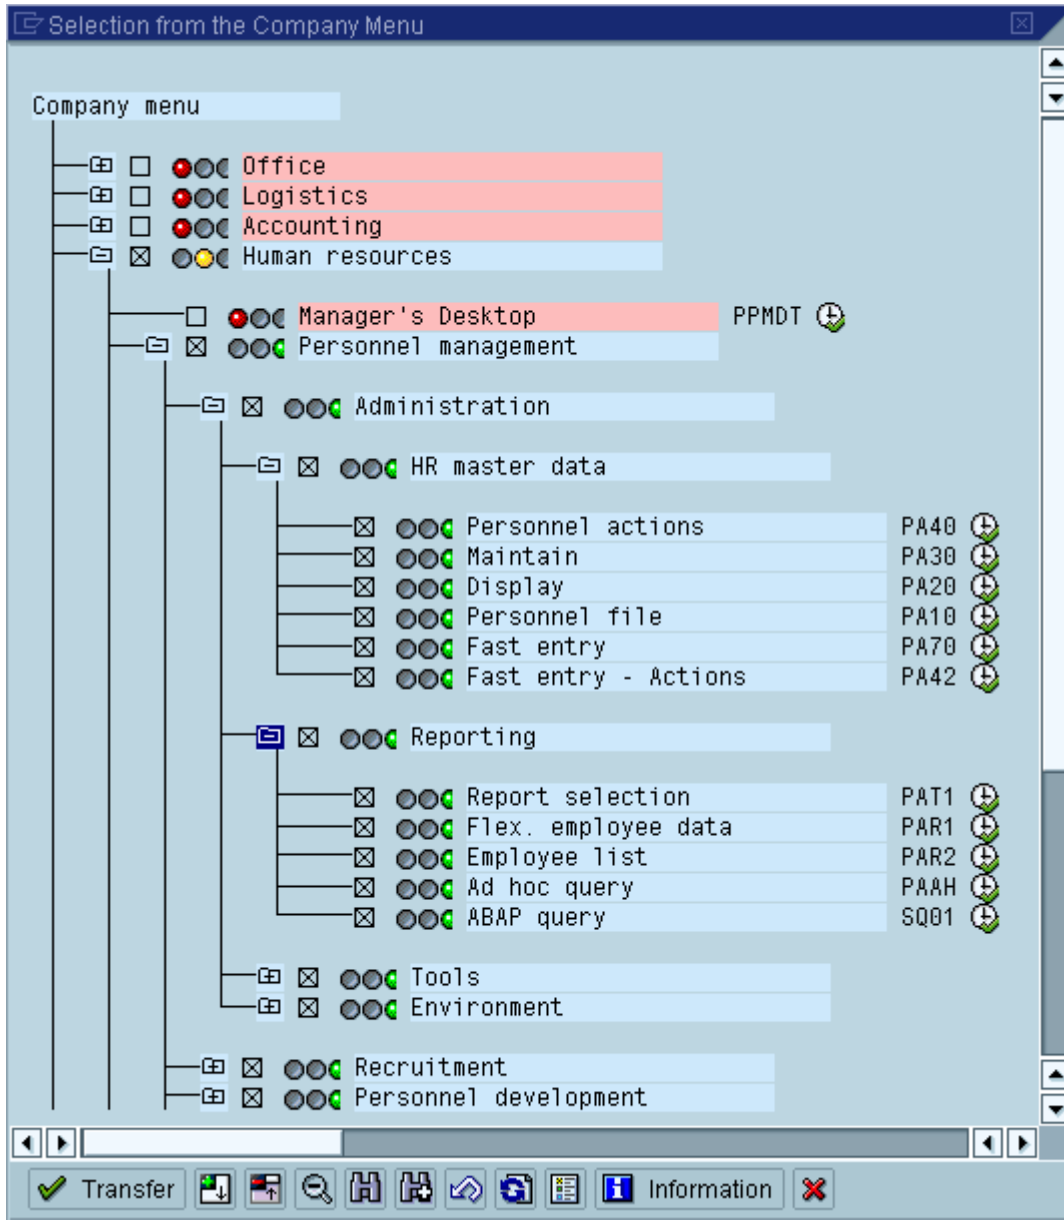 Selection from the Company Menu
Company menu
Office
Logistics
Accounting
Human resources
Manager's Desktop PPMDT
Personnel management
Administration
HR master data
Personnel actions PA40
Maintain PA30
Display PA20
Personnel file PA10
Fast entry PA70
Fast entry - Actions PA42
Reporting
Report selection PAT1
Flex. employee data PAR1
Employee list PAR2
Ad hoc query PAAH
ABAP query SQ01
Tools
Environment
Recruitment
Personnel development
Transfer Information